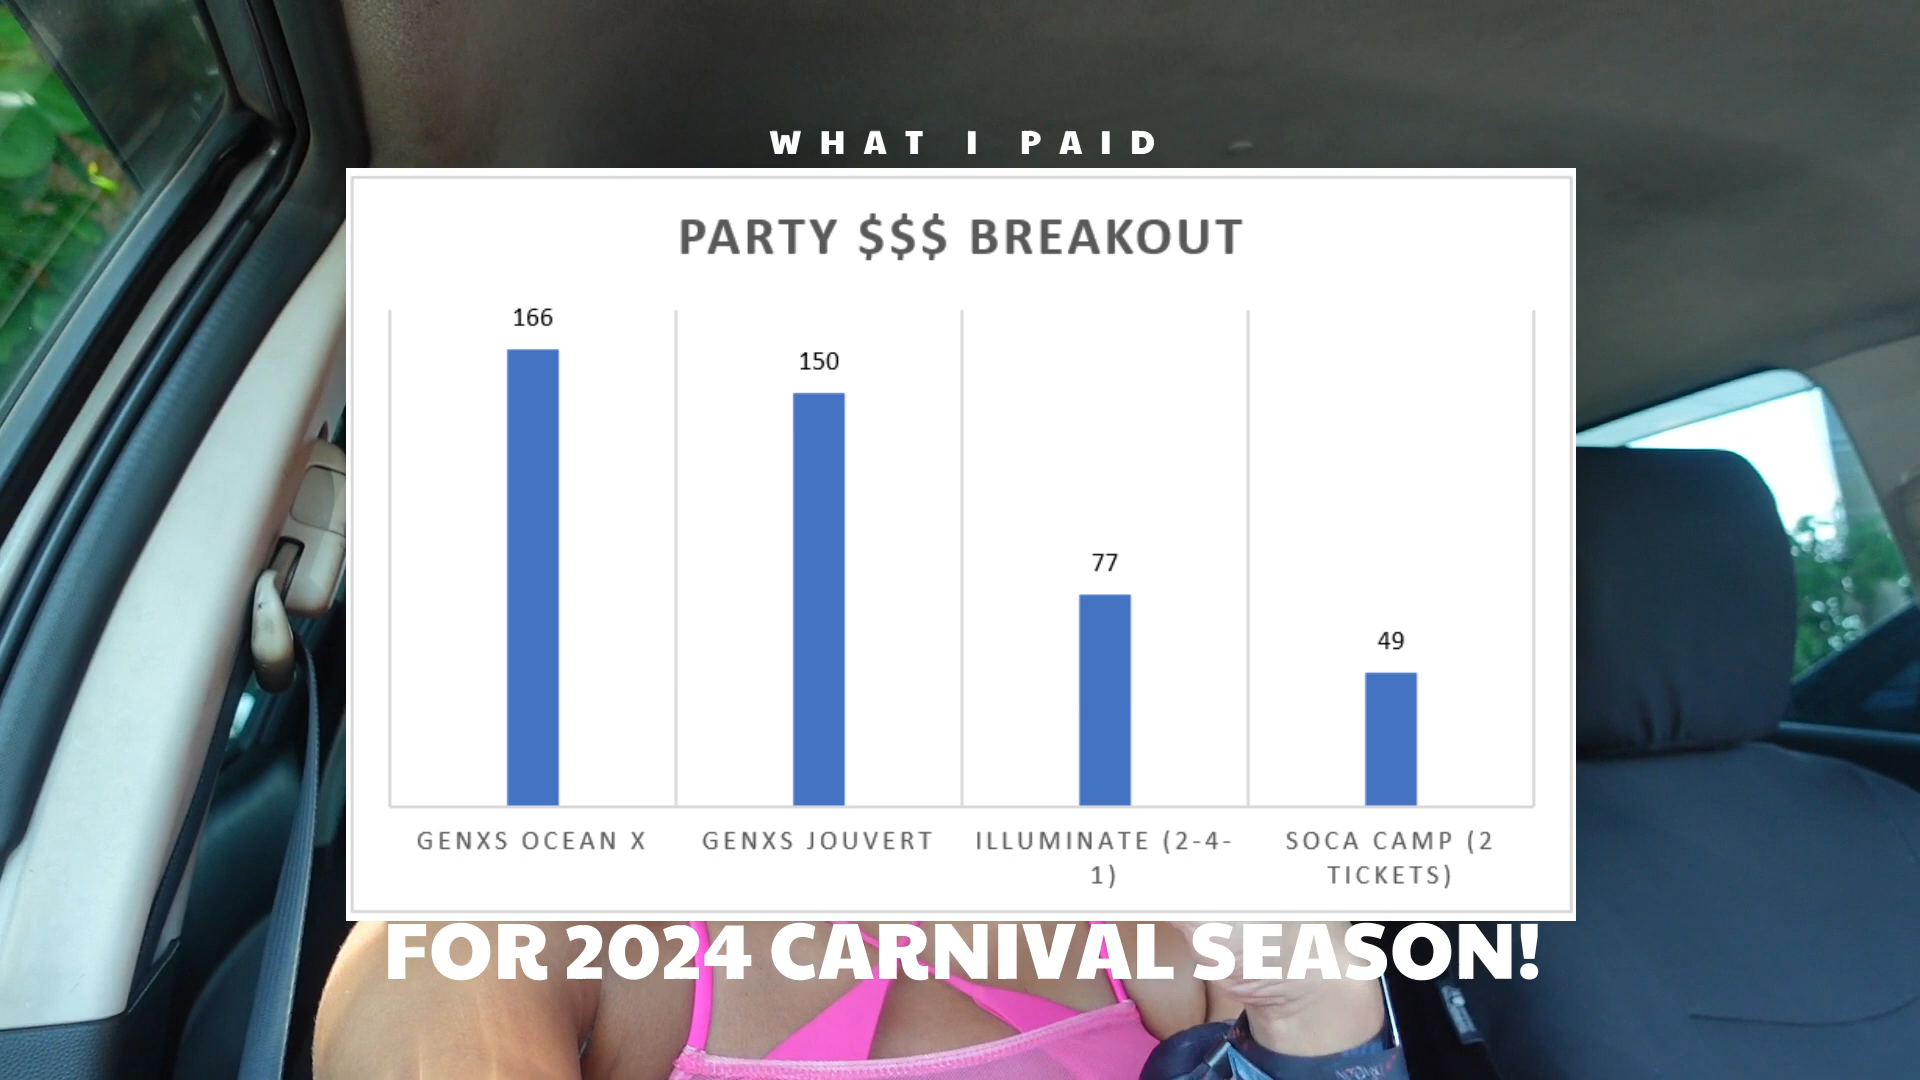 WHAT I PAID
PARTY $$$ BREAKOUT
166
150
77
49
GENXS OCEAN X
GENXS JOUVERT
ILLUMINATE (2-4-
1)
SOCA CAMP (2
TICKETS)
FOR 2024 CARNIVAL SEASON!